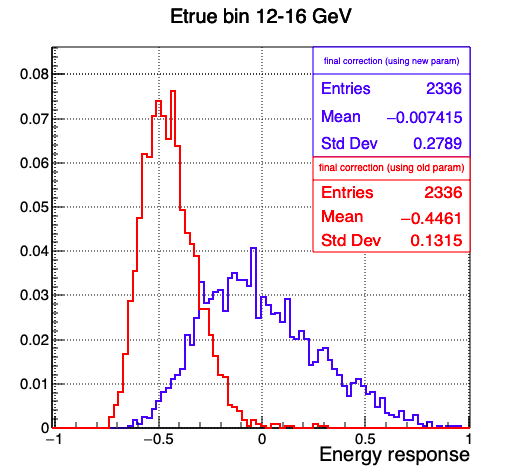 Etrue bin 12-16 GeV
final correction (using new param)
Entries 2336
Mean −0.007415
Std Dev 0.2789
final correction (using old param)
Entries 2336
Mean −0.4461
Std Dev 0.1315
0.08
0.07
0.06
0.05
0.04
0.03
0.02
0.01
0
−1 −0.5 0 0.5 1
Energy response